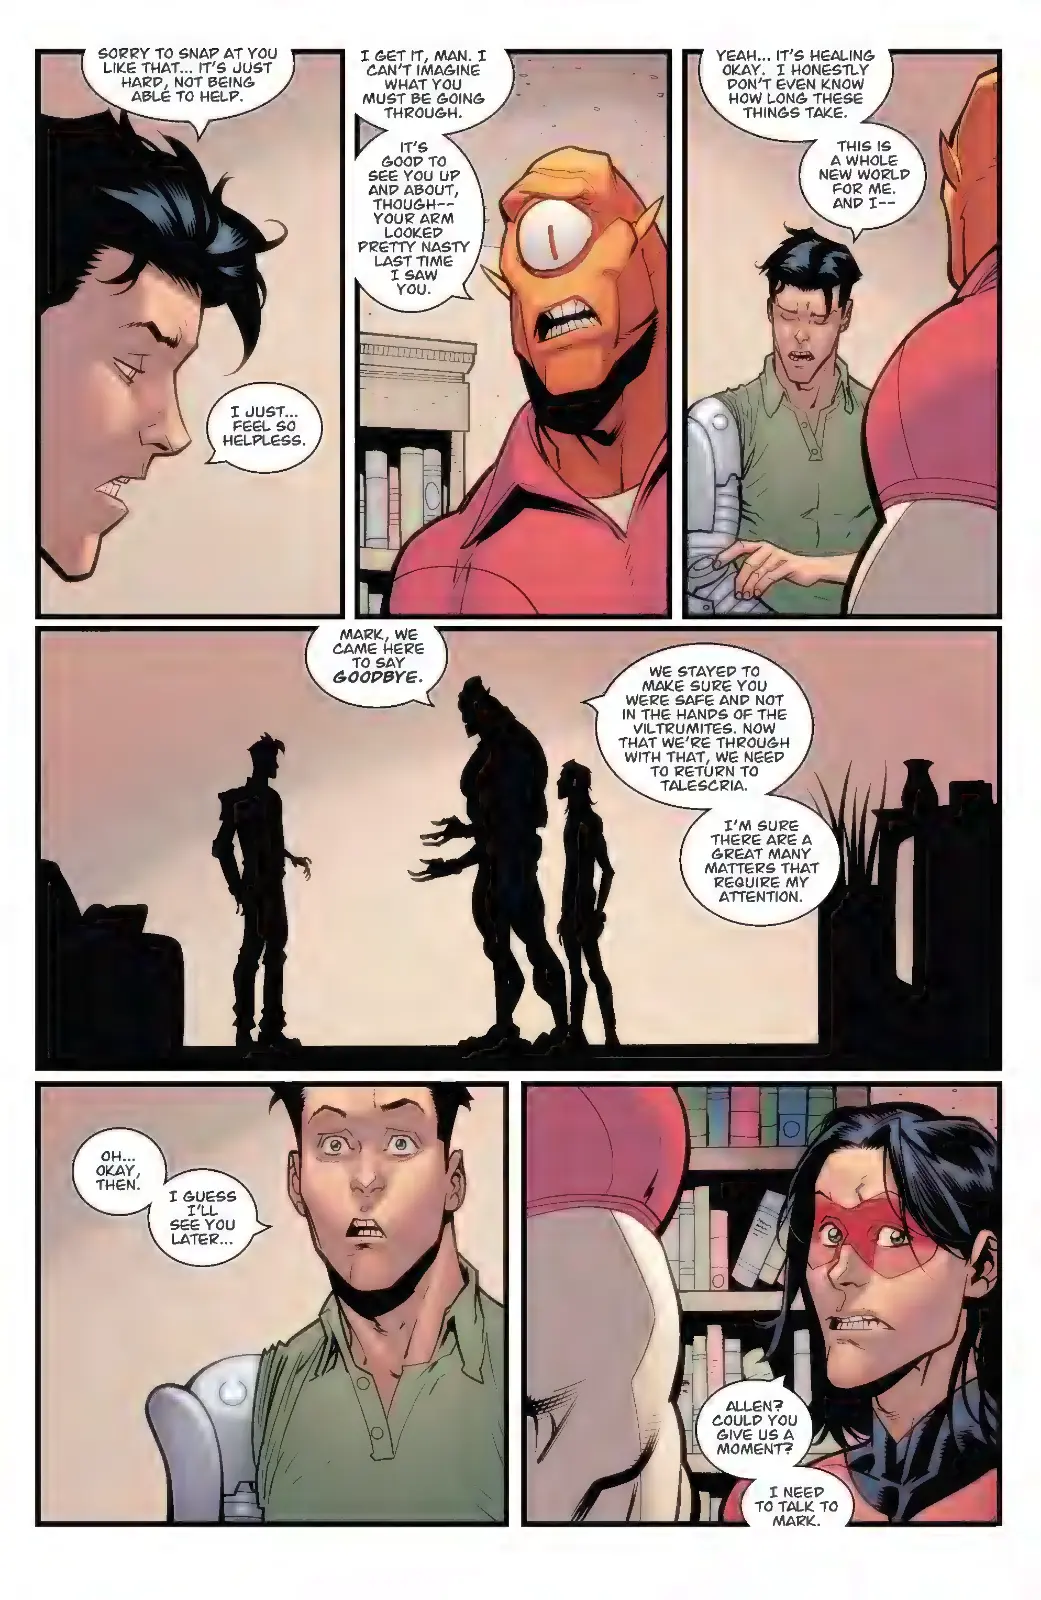 SORRY TO SNAP AT YOU
LIKE THAT... IT'S JUST
HARD, NOT BEING
ABLE TO HELP.
I JUST...
FEEL SO
HELPLESS.
I GET IT, MAN. I
CAN'T IMAGINE
WHAT YOU
MUST BE GOING
THROUGH.
IT'S
GOOD TO
SEE YOU UP
AND ABOUT,
THOUGH--
YOUR ARM
LOOKED
PRETTY NASTY
LAST TIME
I SAW
YOU.
YEAH... IT'S HEALING
OKAY. I HONESTLY
DON'T EVEN KNOW
HOW LONG THESE
THINGS TAKE.
THIS IS
A WHOLE
NEW WORLD
FOR ME.
AND I--
MARK, WE
CAME HERE
TO SAY
GOODBYE.
WE STAYED TO
MAKE SURE YOU
WERE SAFE AND NOT
IN THE HANDS OF THE
VILTRUMITES. NOW
THAT WE'RE THROUGH
WITH THAT, WE NEED
TO RETURN TO
TALESCRIA.
I'M SURE
THERE ARE A
GREAT MANY
MATTERS THAT
REQUIRE MY
ATTENTION.
OH...
OKAY,
THEN.
I GUESS
I'LL
SEE YOU
LATER...
ALLEN?
COULD YOU
GIVE US A
MOMENT?
I NEED
TO TALK TO
MARK.